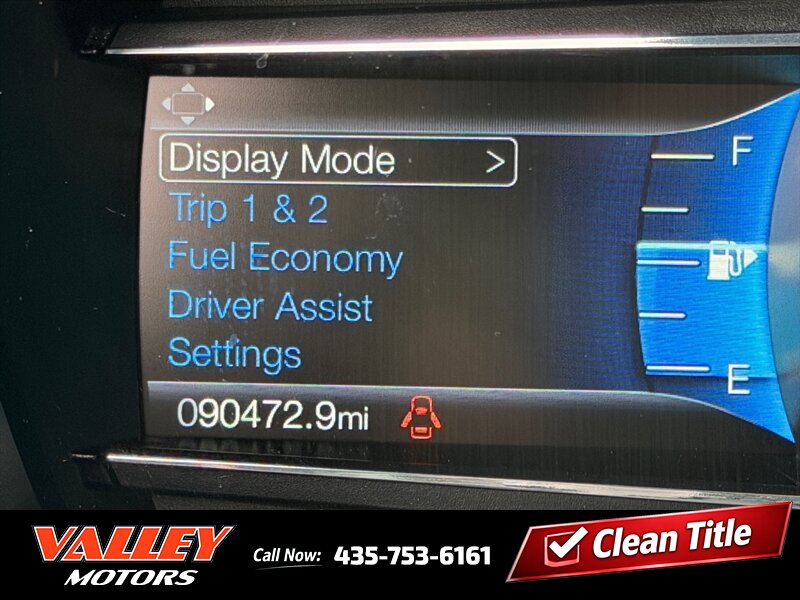 Display Mode >
F
Trip 1 & 2
Fuel Economy
Driver Assist
Settings
E
090472.9mi
VALLEY
MOTORS
Call Now: 435-753-6161
Clean Title